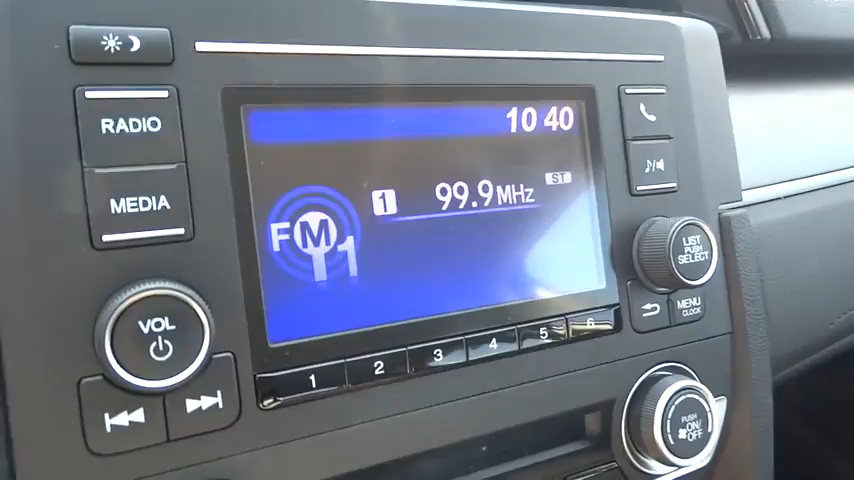 10 40
RADIO
MEDIA
1 99.9 MHz ST
FM 1
LIST
PUSH
SELECT
MENU
CLOCK
VOL
1 2 3 4 5 6
PUSH
ON/
OFF